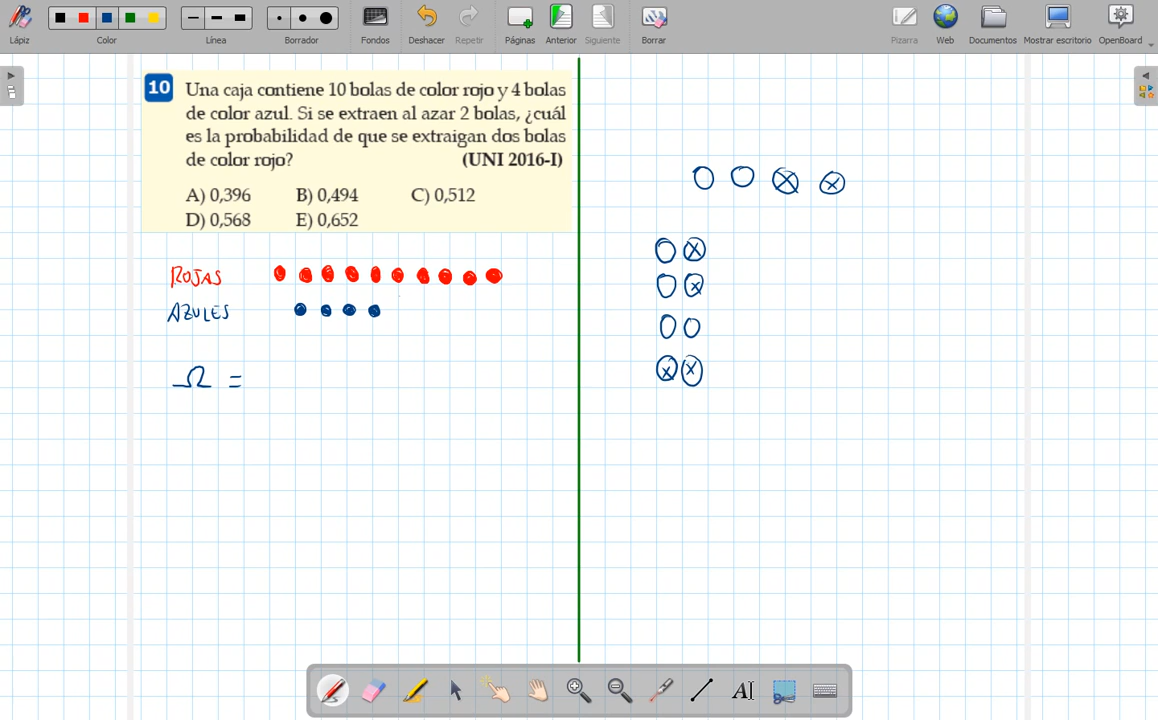 Lápiz
Color
Línea
Borrador
Fondos
Deshacer
Repetir
Páginas
Anterior
Siguiente
Borrar
Pizarra
Web
Documentos
Mostrar escritorio
OpenBoard
10 Una caja contiene 10 bolas de color rojo y 4 bolas
de color azul. Si se extraen al azar 2 bolas, ¿cuál
es la probabilidad de que se extraigan dos bolas
de color rojo? (UNI 2016-I)
A) 0,396 B) 0,494 C) 0,512
D) 0,568 E) 0,652
ROJAS
AZULES
Ω =